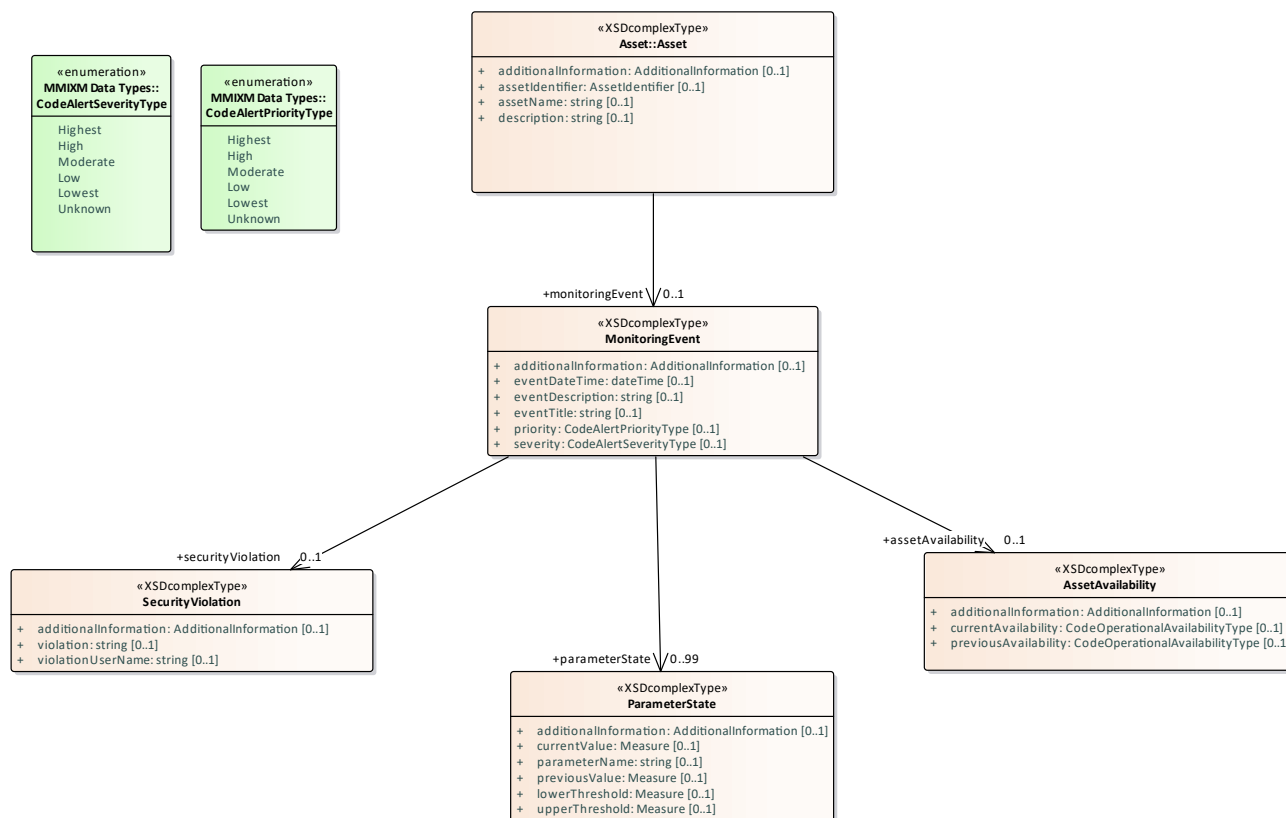 «XSDcomplexType»
Asset::Asset
+ additionalInformation: AdditionalInformation [0..1]
+ assetIdentifier: AssetIdentifier [0..1]
+ assetName: string [0..1]
+ description: string [0..1]
«enumeration»
MMIXM Data Types::
CodeAlertSeverityType
Highest
High
Moderate
Low
Lowest
Unknown
«enumeration»
MMIXM Data Types::
CodeAlertPriorityType
Highest
High
Moderate
Low
Lowest
Unknown
+monitoringEvent 0..1
«XSDcomplexType»
MonitoringEvent
+ additionalInformation: AdditionalInformation [0..1]
+ eventDateTime: dateTime [0..1]
+ eventDescription: string [0..1]
+ eventTitle: string [0..1]
+ priority: CodeAlertPriorityType [0..1]
+ severity: CodeAlertSeverityType [0..1]
+securityViolation 0..1
«XSDcomplexType»
SecurityViolation
+ additionalInformation: AdditionalInformation [0..1]
+ violation: string [0..1]
+ violationUserName: string [0..1]
+parameterState 0..99
«XSDcomplexType»
ParameterState
+ additionalInformation: AdditionalInformation [0..1]
+ currentValue: Measure [0..1]
+ parameterName: string [0..1]
+ previousValue: Measure [0..1]
+ lowerThreshold: Measure [0..1]
+ upperThreshold: Measure [0..1]
+assetAvailability 0..1
«XSDcomplexType»
AssetAvailability
+ additionalInformation: AdditionalInformation [0..1]
+ currentAvailability: CodeOperationalAvailabilityType [0..1]
+ previousAvailability: CodeOperationalAvailabilityType [0..1